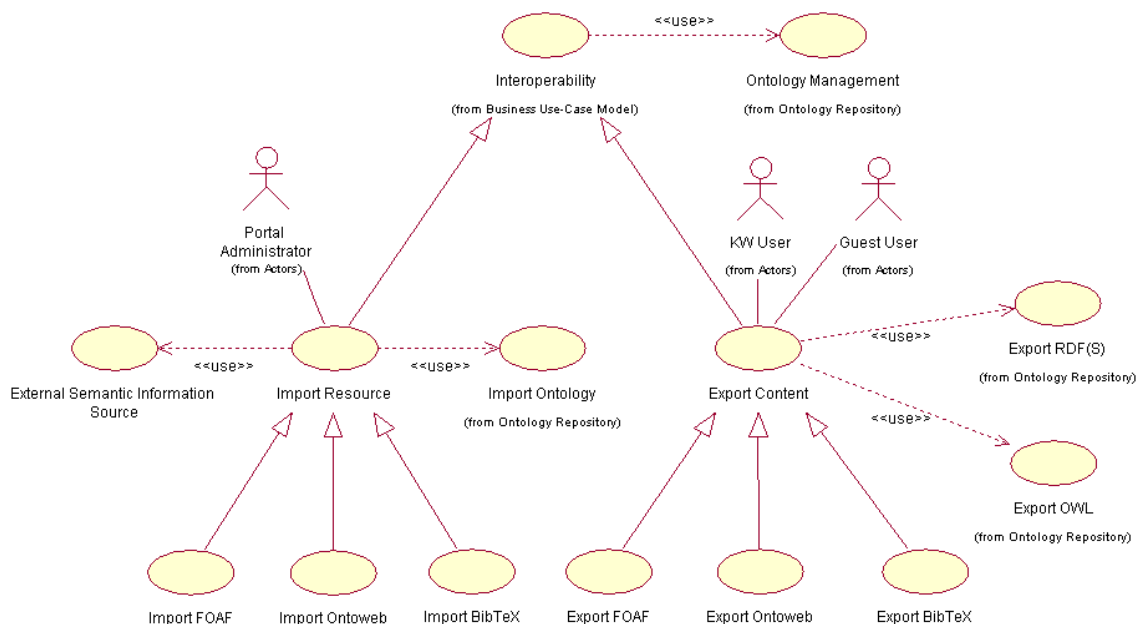 <<use>>
Interoperability
(from Business Use-Case Model)
Ontology Management
(from Ontology Repository)
Portal
Administrator
(from Actors)
KW User
(from Actors)
Guest User
(from Actors)
<<use>>
External Semantic Information
Source
Import Resource
<<use>>
Import Ontology
(from Ontology Repository)
Export Content
<<use>>
Export RDF(S)
(from Ontology Repository)
<<use>>
Export OWL
(from Ontology Repository)
Import FOAF
Import Ontoweb
Import BibTeX
Export FOAF
Export Ontoweb
Export BibTeX